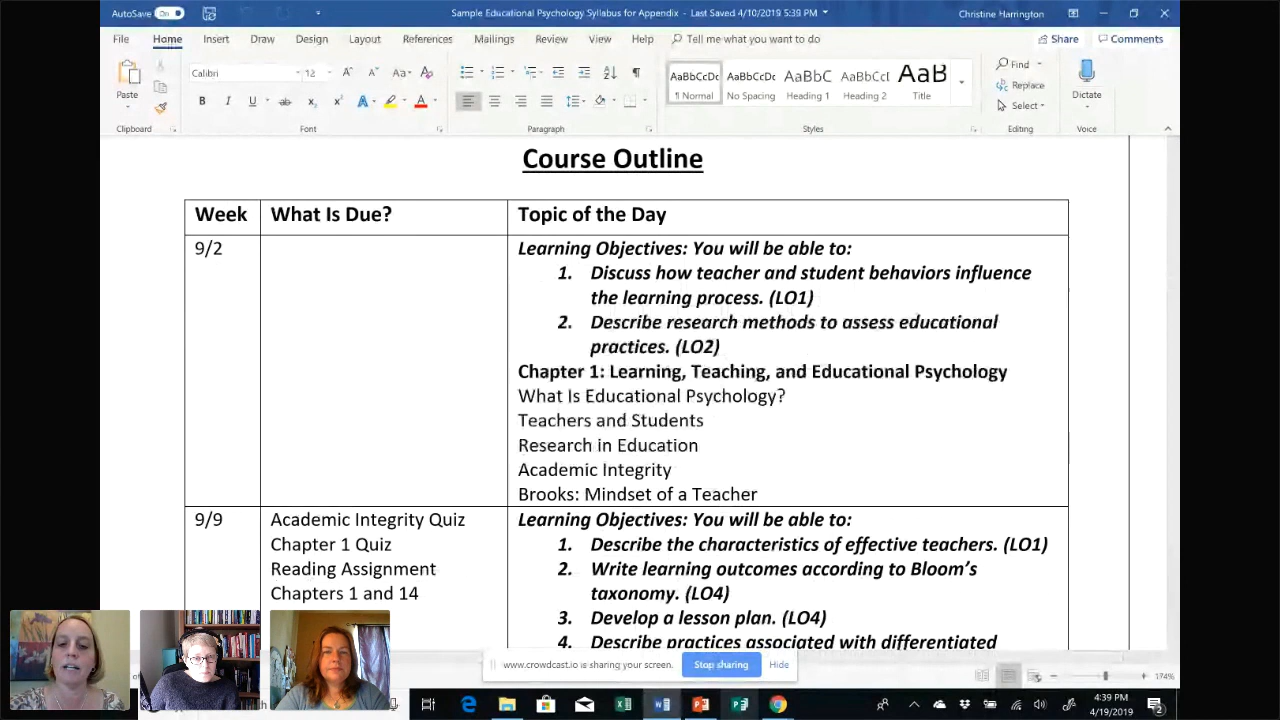 AutoSave On Sample Educational Psychology Syllabus for Appendix - Last Saved 4/10/2019 5:39 PM Christine Harrington
File Home Insert Draw Design Layout References Mailings Review View Help Tell me what you want to do Share Comments
Paste
Calibri 12
AaBbCcDc AaBbCcDc AaBbC AaBbCcI AaB
¶ Normal No Spacing Heading 1 Heading 2 Title
Find
Replace
Select
Dictate
Clipboard Font Paragraph Styles Editing Voice
Course Outline
Week What Is Due? Topic of the Day
9/2 Learning Objectives: You will be able to:
1. Discuss how teacher and student behaviors influence
the learning process. (LO1)
2. Describe research methods to assess educational
practices. (LO2)
Chapter 1: Learning, Teaching, and Educational Psychology
What Is Educational Psychology?
Teachers and Students
Research in Education
Academic Integrity
Brooks: Mindset of a Teacher
9/9 Academic Integrity Quiz Learning Objectives: You will be able to:
Chapter 1 Quiz 1. Describe the characteristics of effective teachers. (LO1)
Reading Assignment 2. Write learning outcomes according to Bloom's
Chapters 1 and 14 taxonomy. (LO4)
3. Develop a lesson plan. (LO4)
4. Describe practices associated with differentiated
www.crowdcast.io is sharing your screen. Stop sharing Hide
174%
4:39 PM
4/19/2019
2